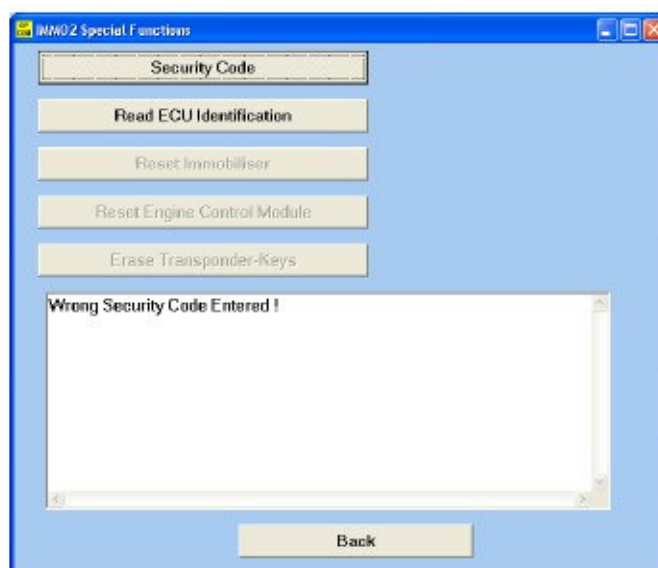 IMMO2 Special Functions
Security Code
Read ECU Identification
Reset Immobiliser
Reset Engine Control Module
Erase Transponder-Keys
Wrong Security Code Entered !
Back